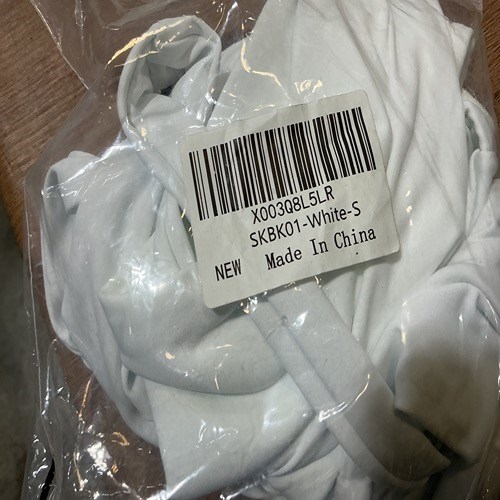 X003Q8L5LR
SKBK01-White-S
NEW Made In China